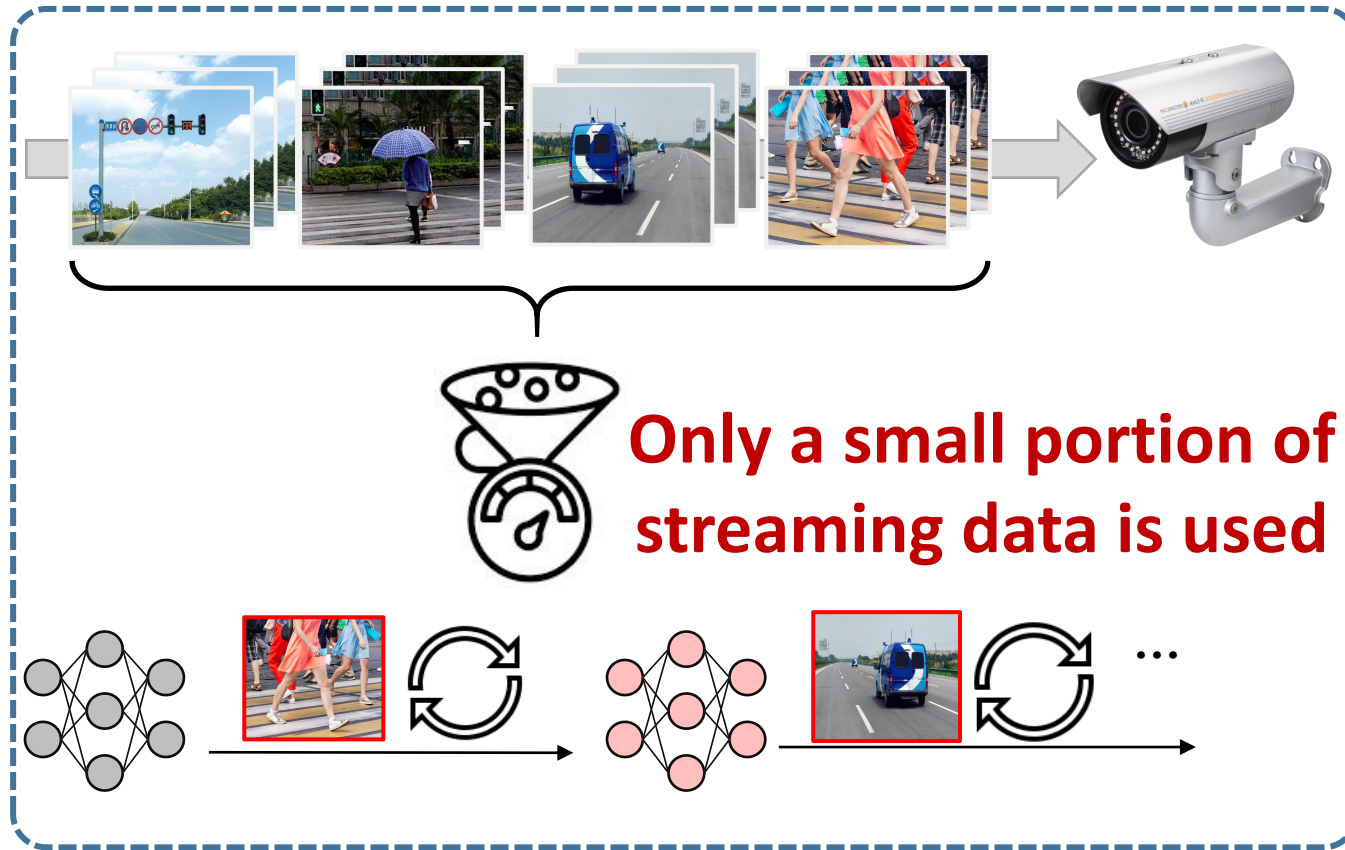 Only a small portion of
streaming data is used
...